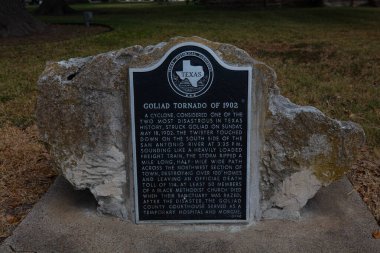 TEXAS
GOLIAD TORNADO OF 1902
A CYCLONE, CONSIDERED ONE OF THE
TWO MOST DISASTROUS IN TEXAS
HISTORY, STRUCK GOLIAD ON SUNDAY,
MAY 18, 1902. THE TWISTER TOUCHED
DOWN ON THE SOUTH SIDE OF THE
SAN ANTONIO RIVER AT 3:35 P.M.
SOUNDING LIKE A HEAVILY LOADED
FREIGHT TRAIN, THE STORM RIPPED A
MILE LONG, HALF-MILE WIDE PATH
ACROSS THE NORTHWEST SECTION OF
TOWN, DESTROYING OVER 100 HOMES
AND LEAVING AN OFFICIAL DEATH
TOLL OF 114. AT LEAST 50 MEMBERS
OF A BLACK METHODIST CHURCH DIED
WHEN THEIR SANCTUARY WAS RAZED.
AFTER THE DISASTER, THE GOLIAD
COUNTY COURTHOUSE SERVED AS A
TEMPORARY HOSPITAL AND MORGUE.